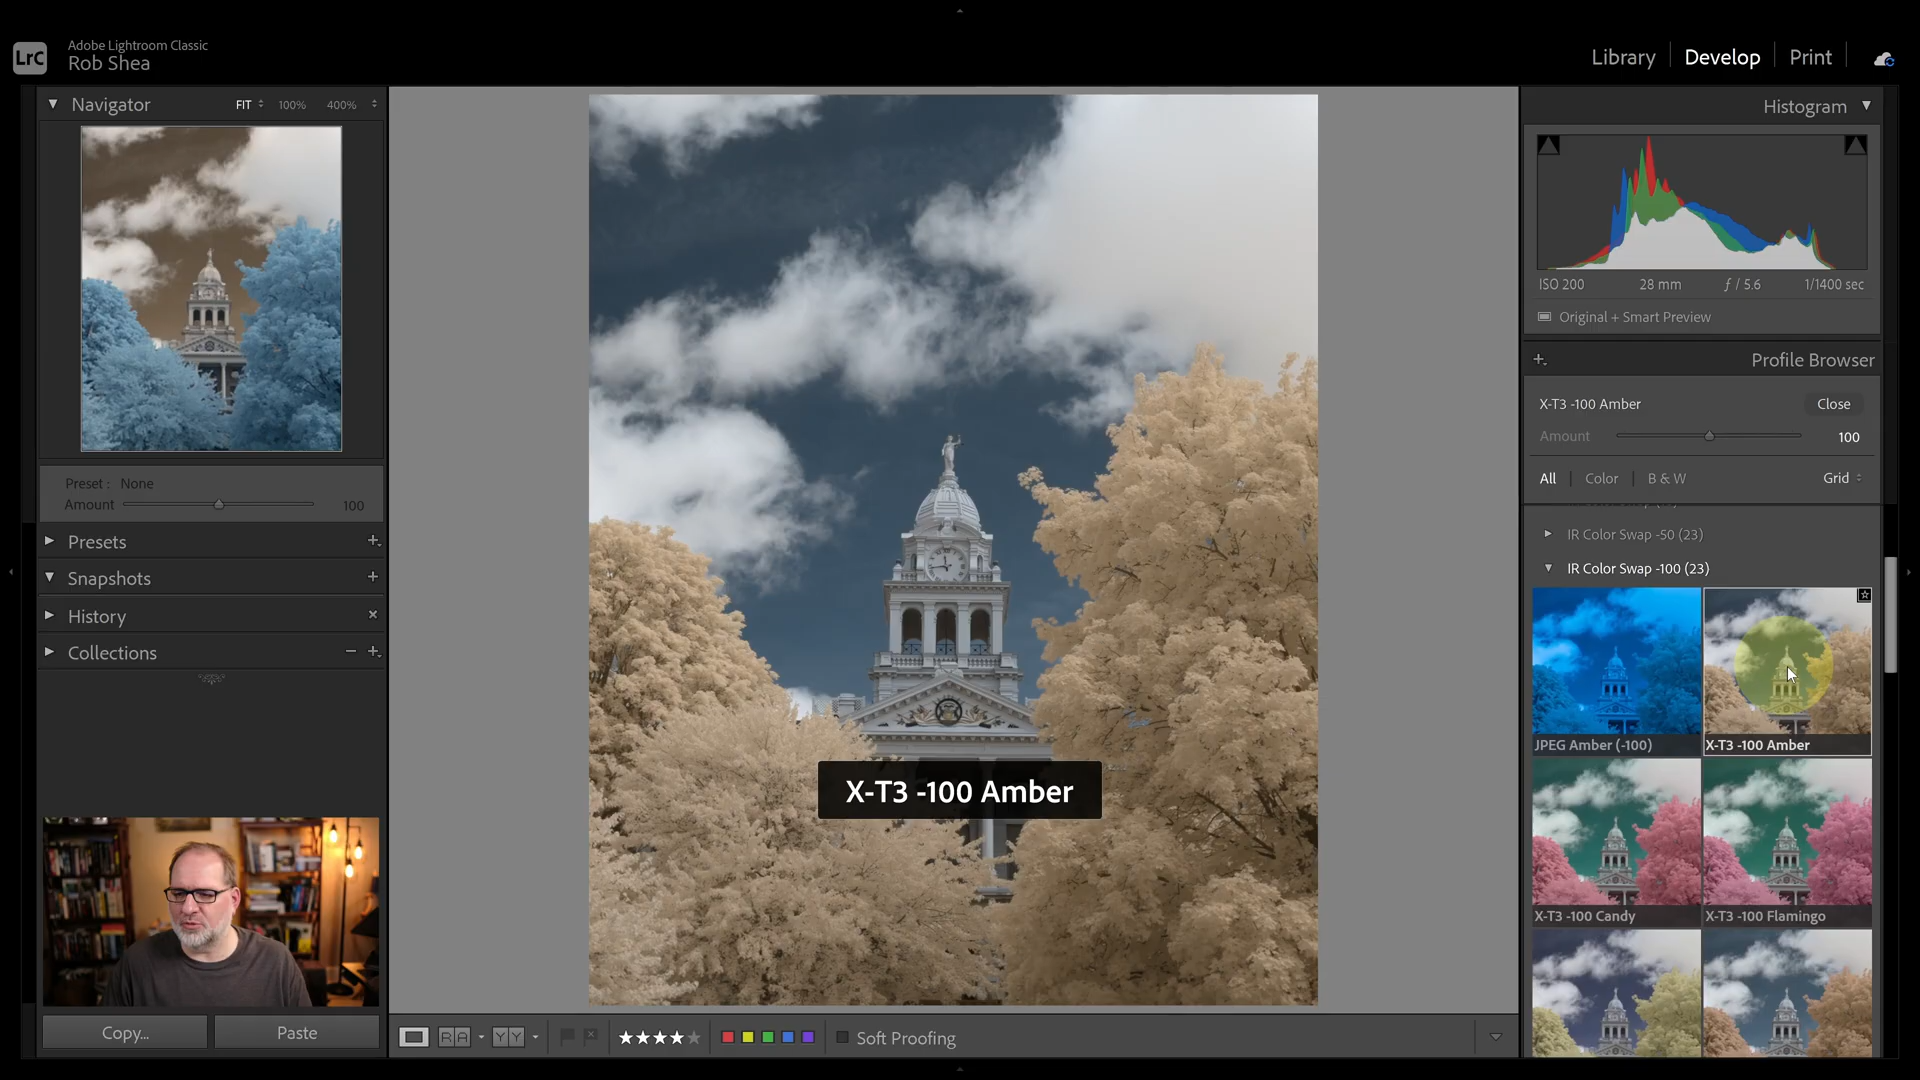 LrC
Adobe Lightroom Classic
Rob Shea
Library
Develop
Print
Navigator
FIT
100%
400%
Preset : None
Amount
100
Presets
Snapshots
History
Collections
Copy...
Paste
X-T3 -100 Amber
RA
YY
Soft Proofing
Histogram
ISO 200
28 mm
ƒ / 5.6
1/1400 sec
Original + Smart Preview
Profile Browser
X-T3 -100 Amber
Close
Amount
100
All
Color
B & W
Grid
IR Color Swap -50 (23)
IR Color Swap -100 (23)
JPEG Amber (-100)
X-T3 -100 Amber
X-T3 -100 Candy
X-T3 -100 Flamingo